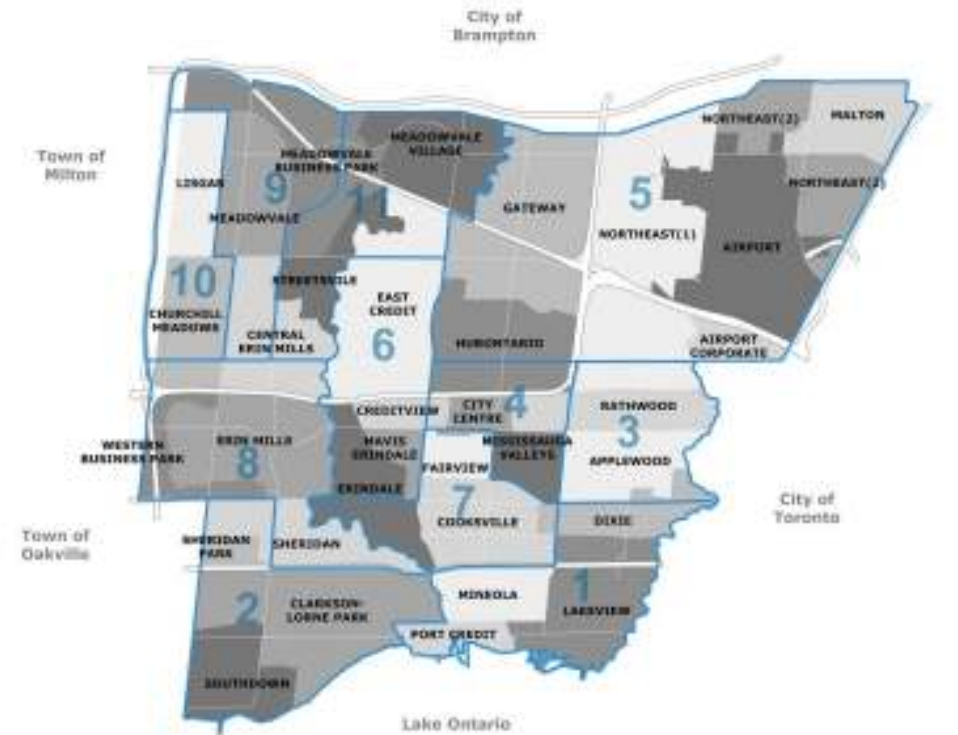 City of
Brampton
Town of
Milton
NORTHEAST(2)
MALTON
MEADOWVALE
VILLAGE
MEADOWVALE
BUSINESS PARK
LISGAR
9
11
5
NORTHEAST(2)
GATEWAY
MEADOWVALE
NORTHEAST(1)
AIRPORT
10
STREETSVILLE
EAST
CREDIT
CHURCHILL
MEADOWS
CENTRAL
ERIN MILLS
6
HURONTARIO
AIRPORT
CORPORATE
CREDITVIEW
CITY
CENTRE
4
RATHWOOD
3
WESTERN
BUSINESS PARK
ERIN MILLS
8
MAVIS
ERINDALE
MISSISSAUGA
VALLEYS
FAIRVIEW
APPLEWOOD
ERINDALE
7
COOKSVILLE
DIXIE
City of
Toronto
Town of
Oakville
SHERIDAN
PARK
SHERIDAN
2
CLARKSON-
LORNE PARK
MINEOLA
1
LAKEVIEW
PORT CREDIT
SOUTHDOWN
Lake Ontario